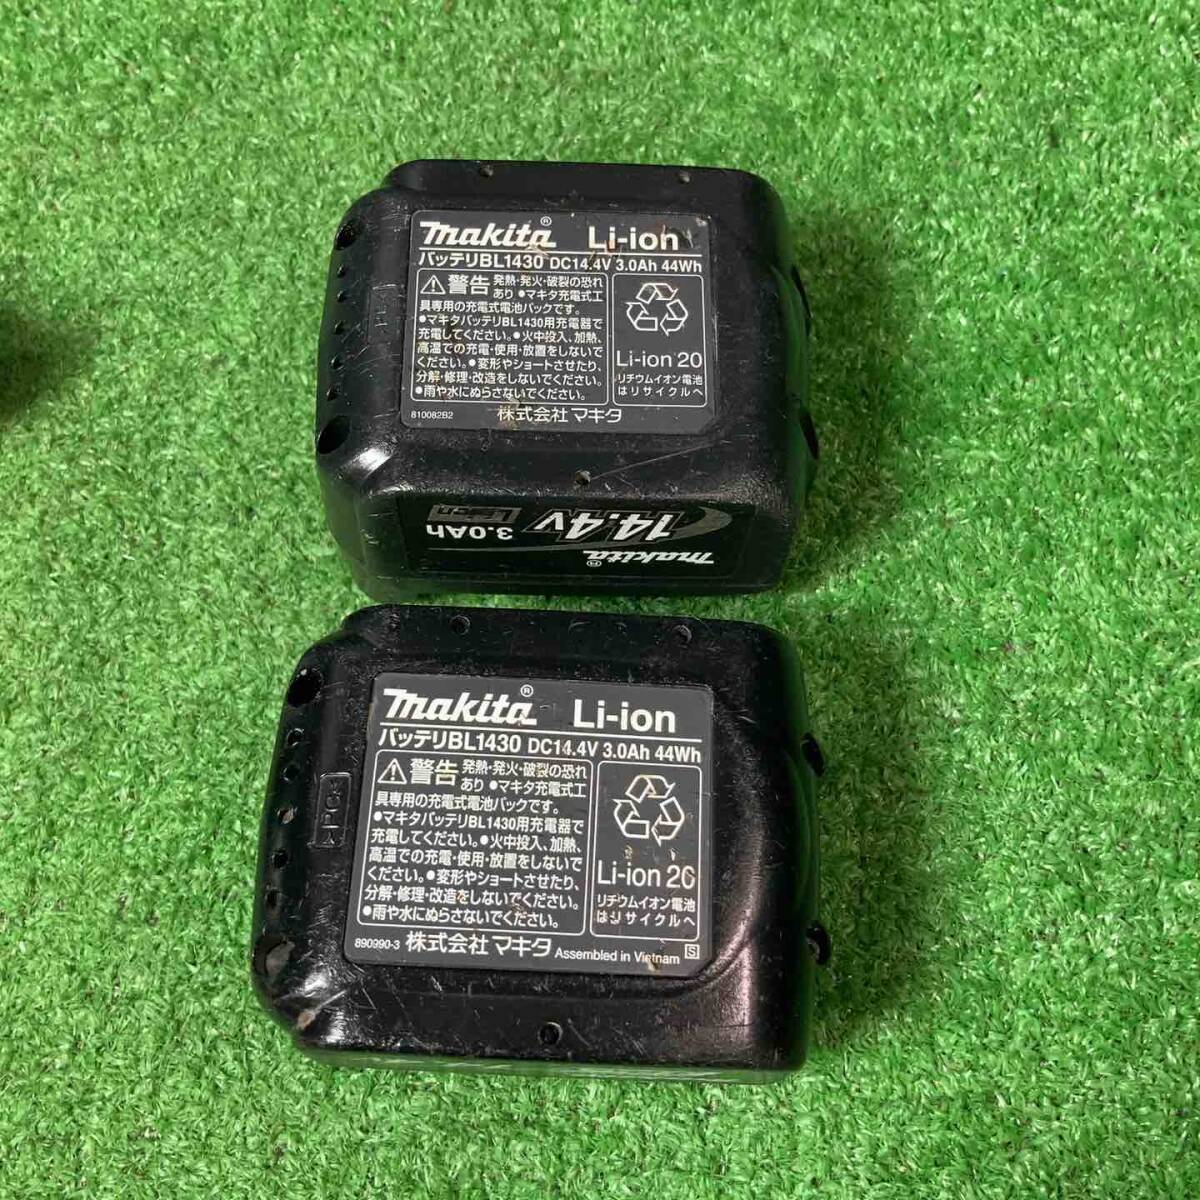 makita® Li-ion
バッテリBL1430 DC14.4V 3.0Ah 44Wh
⚠警告 発熱・発火・破裂の恐れ
あり ●マキタ充電式工
具専用の充電式電池パックです。
●マキタバッテリBL1430用充電器で
充電してください。●火中投入、加熱、
高温での充電・使用・放置をしないで
ください。●変形やショートさせたり、
分解・修理・改造をしないでください。
●雨や水にぬらさないでください。
Li-ion 20
リチウムイオン電池
はリサイクルへ
810082B2 株式会社マキタ
makita®
14.4V
3.0Ah
Li-ion
makita® Li-ion
バッテリBL1430 DC14.4V 3.0Ah 44Wh
⚠警告 発熱・発火・破裂の恐れ
あり ●マキタ充電式工
具専用の充電式電池パックです。
●マキタバッテリBL1430用充電器で
充電してください。●火中投入、加熱、
高温での充電・使用・放置をしないで
ください。●変形やショートさせたり、
分解・修理・改造をしないでください。
●雨や水にぬらさないでください。
Li-ion 20
リチウムイオン電池
はリサイクルへ
890990-3 株式会社マキタ Assembled in Vietnam S